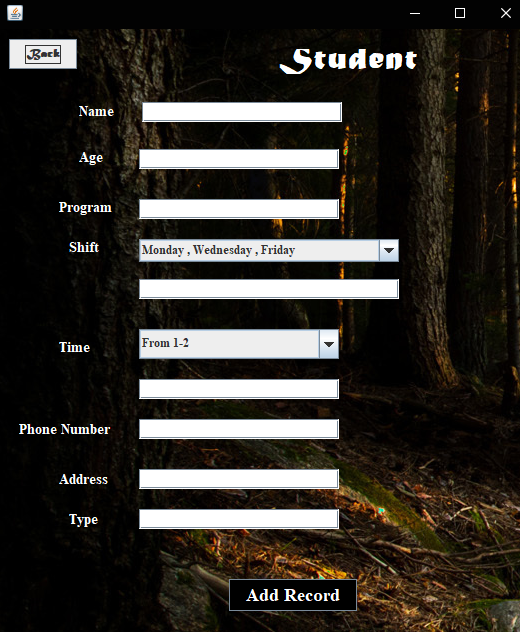 Back
Student
Name
Age
Program
Shift
Monday , Wednesday , Friday
Time
From 1-2
Phone Number
Address
Type
Add Record